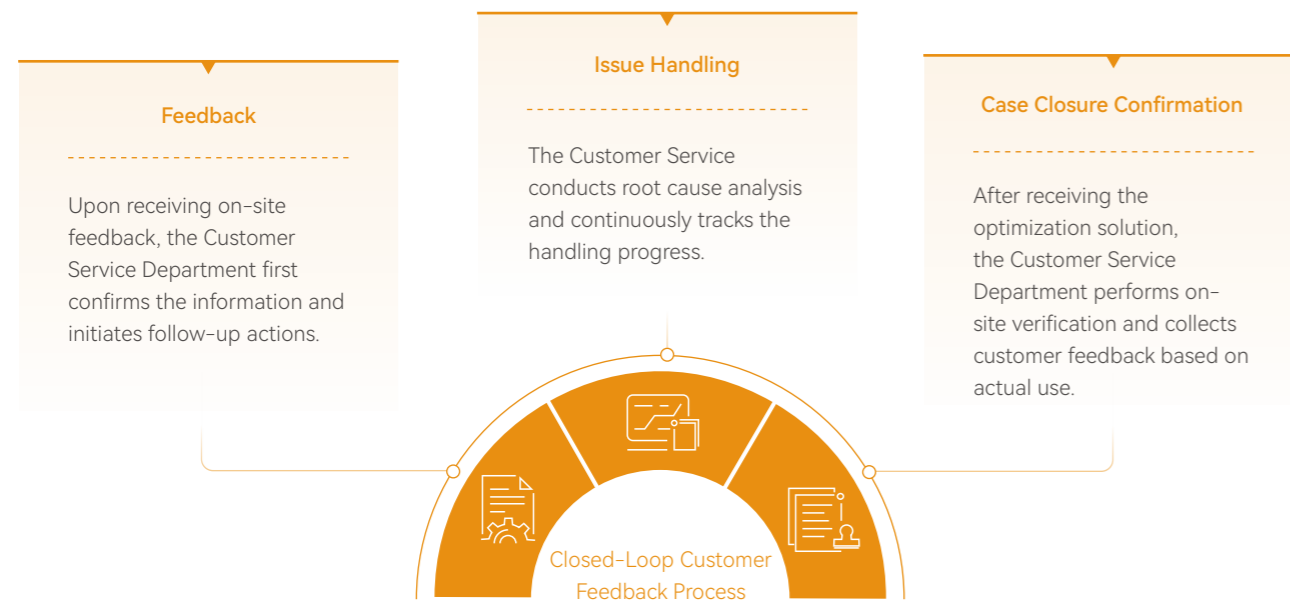 Feedback
Upon receiving on-site
feedback, the Customer
Service Department first
confirms the information and
initiates follow-up actions.
Issue Handling
The Customer Service
conducts root cause analysis
and continuously tracks the
handling progress.
Case Closure Confirmation
After receiving the
optimization solution,
the Customer Service
Department performs on-
site verification and collects
customer feedback based on
actual use.
Closed-Loop Customer
Feedback Process